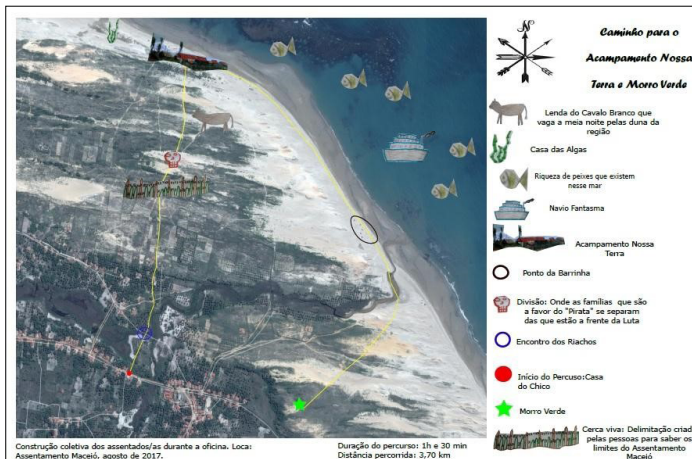 N
Caminho para o
Acampamento Nossa
Terra e Morro Verde
Lenda do Cavalo Branco que
vaga a meia noite pelas duna da
região
Casa das Algas
Riqueza de peixes que existem
nesse mar
Navio Fantasma
Acampamento Nossa
Terra
Ponto da Barrinha
Divisão: Onde as famílias que são
a favor do "Pirata" se separam
das que estão a frente da Luta
Encontro dos Riachos
Início do Percuso:Casa
do Chico
Morro Verde
Cerca viva: Delimitação criad
pelas pessoas para saber os
limites do Assentamento
Maceió
Construção coletiva dos assentados/as durante a oficina. Loca:
Assentamento Maceió, agosto de 2017.
Duração do percurso: 1h e 30 min
Distância percorrida: 3,70 km